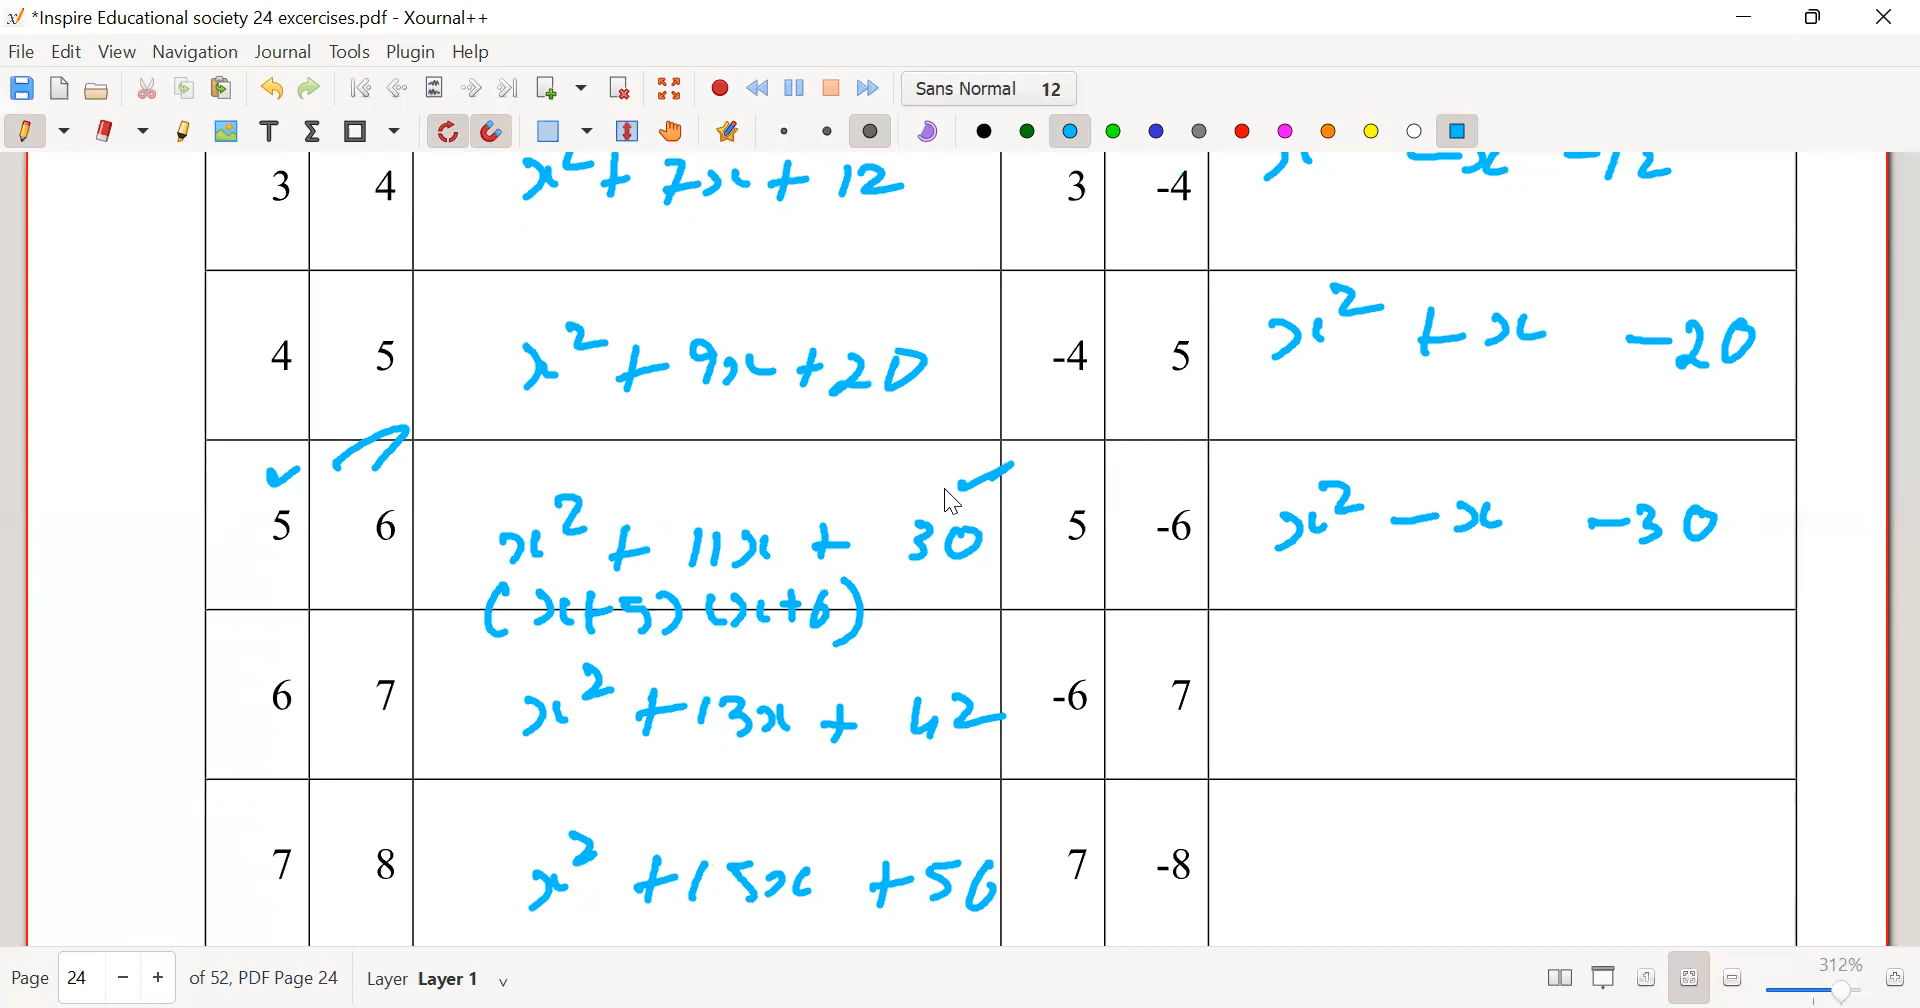 *Inspire Educational society 24 excercises.pdf - Xournal++
File Edit View Navigation Journal Tools Plugin Help
Sans Normal 12
3 4 x² + 7x + 12 3 -4 x² - x - 12
4 5 x² + 9x + 20 -4 5 x² + x - 20
5 6 x² + 11x + 30 5 -6 x² - x - 30
(x+5)(x+6)
6 7 x² + 13x + 42 -6 7
7 8 x² + 15x + 56 7 -8
Page 24 - + of 52, PDF Page 24 Layer Layer 1 312%